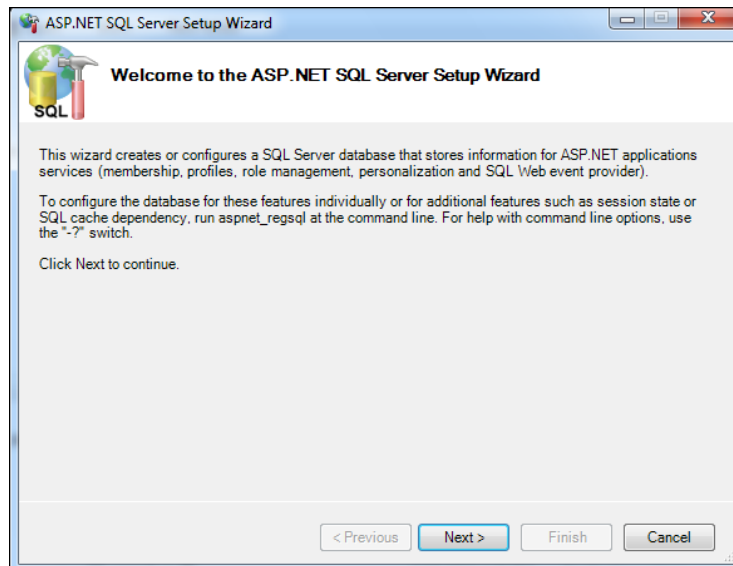 ASP.NET SQL Server Setup Wizard
Welcome to the ASP.NET SQL Server Setup Wizard
SQL
This wizard creates or configures a SQL Server database that stores information for ASP.NET applications
services (membership, profiles, role management, personalization and SQL Web event provider).
To configure the database for these features individually or for additional features such as session state or
SQL cache dependency, run aspnet_regsql at the command line. For help with command line options, use
the "-?" switch.
Click Next to continue.
< Previous Next > Finish Cancel